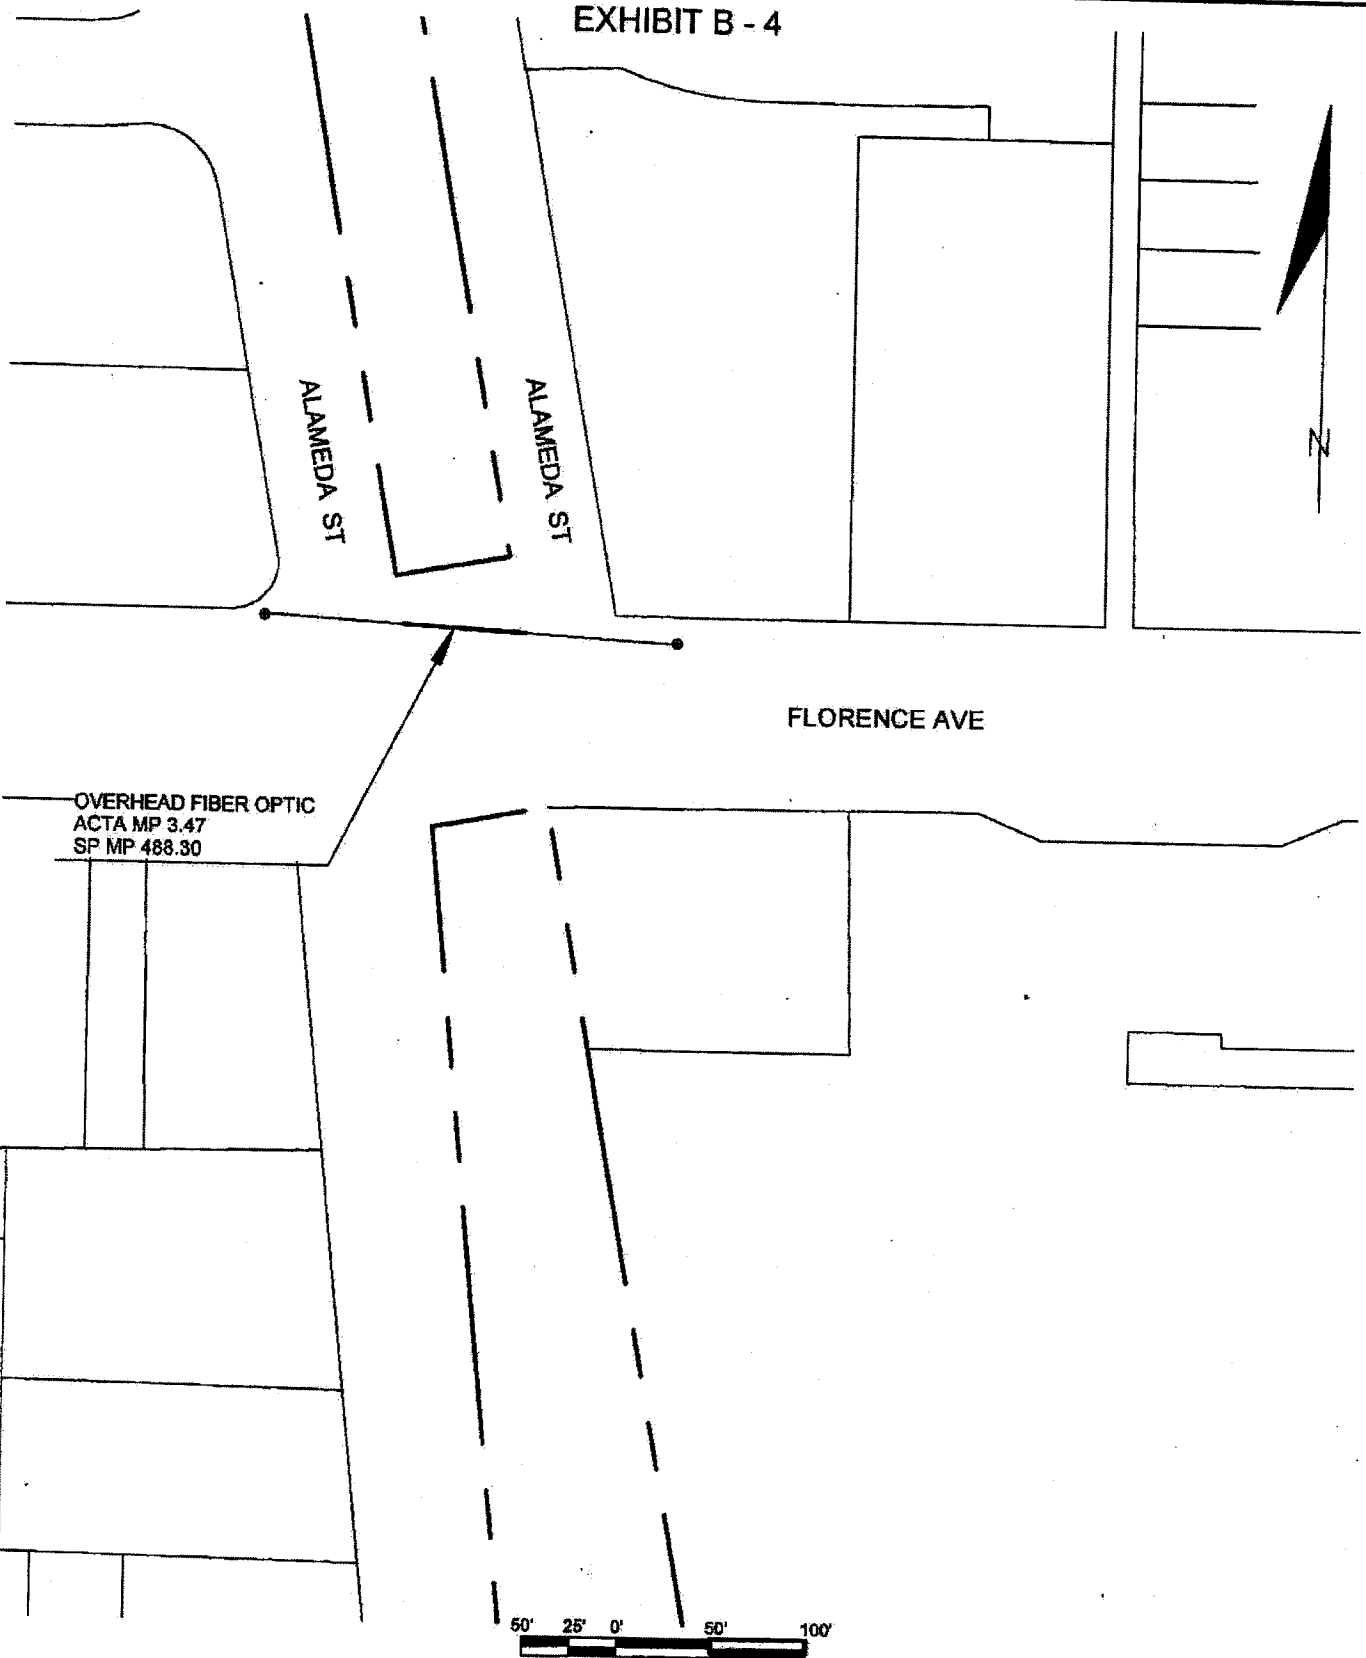 EXHIBIT B - 4
ALAMEDA ST
ALAMEDA ST
N
FLORENCE AVE
OVERHEAD FIBER OPTIC
ACTA MP 3.47
SP MP 488.30
50' 25' 0' 50' 100'